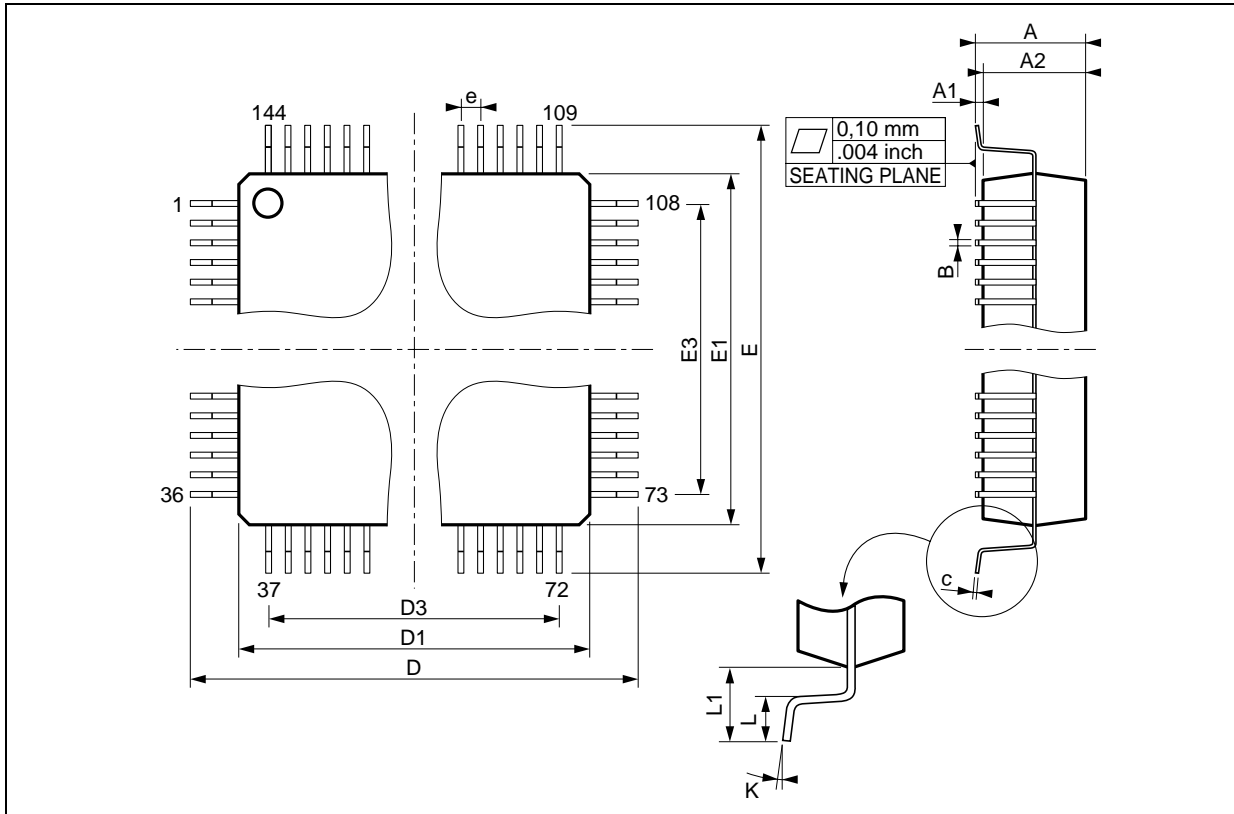 A
A2
A1
e
144
109
0,10 mm
.004 inch
SEATING PLANE
1
108
B
E3
E1
E
36
73
37
72
c
D3
D1
D
L1
L
K